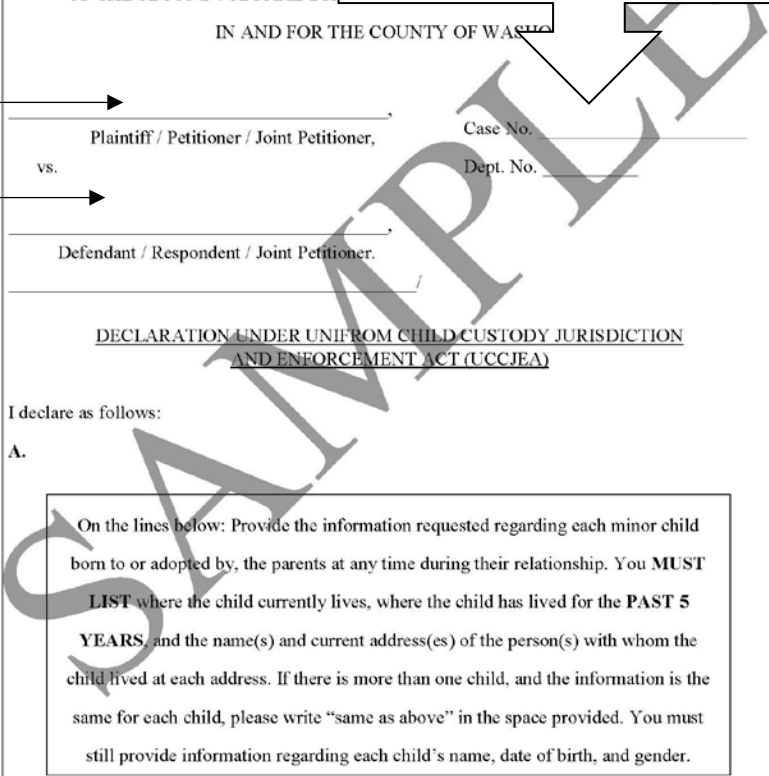 IN AND FOR THE COUNTY OF WASHO
Plaintiff / Petitioner / Joint Petitioner,
Case No.
vs.
Dept. No.
Defendant / Respondent / Joint Petitioner.
/
DECLARATION UNDER UNIFROM CHILD CUSTODY JURISDICTION
AND ENFORCEMENT ACT (UCCJEA)
I declare as follows:
A.
On the lines below: Provide the information requested regarding each minor child
born to or adopted by, the parents at any time during their relationship. You MUST
LIST where the child currently lives, where the child has lived for the PAST 5
YEARS, and the name(s) and current address(es) of the person(s) with whom the
child lived at each address. If there is more than one child, and the information is the
same for each child, please write “same as above” in the space provided. You must
still provide information regarding each child’s name, date of birth, and gender.
SAMPLE